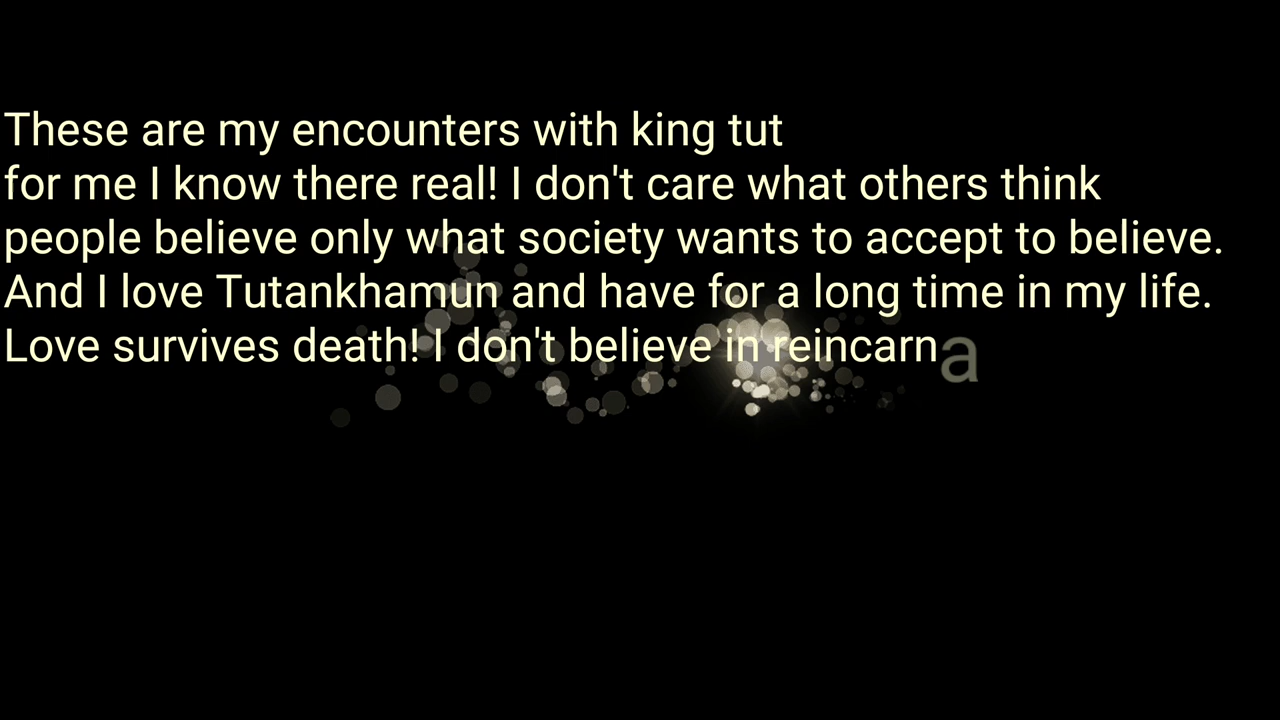 These are my encounters with king tut
for me I know there real! I don't care what others think
people believe only what society wants to accept to believe.
And I love Tutankhamun and have for a long time in my life.
Love survives death! I don't believe in reincarna